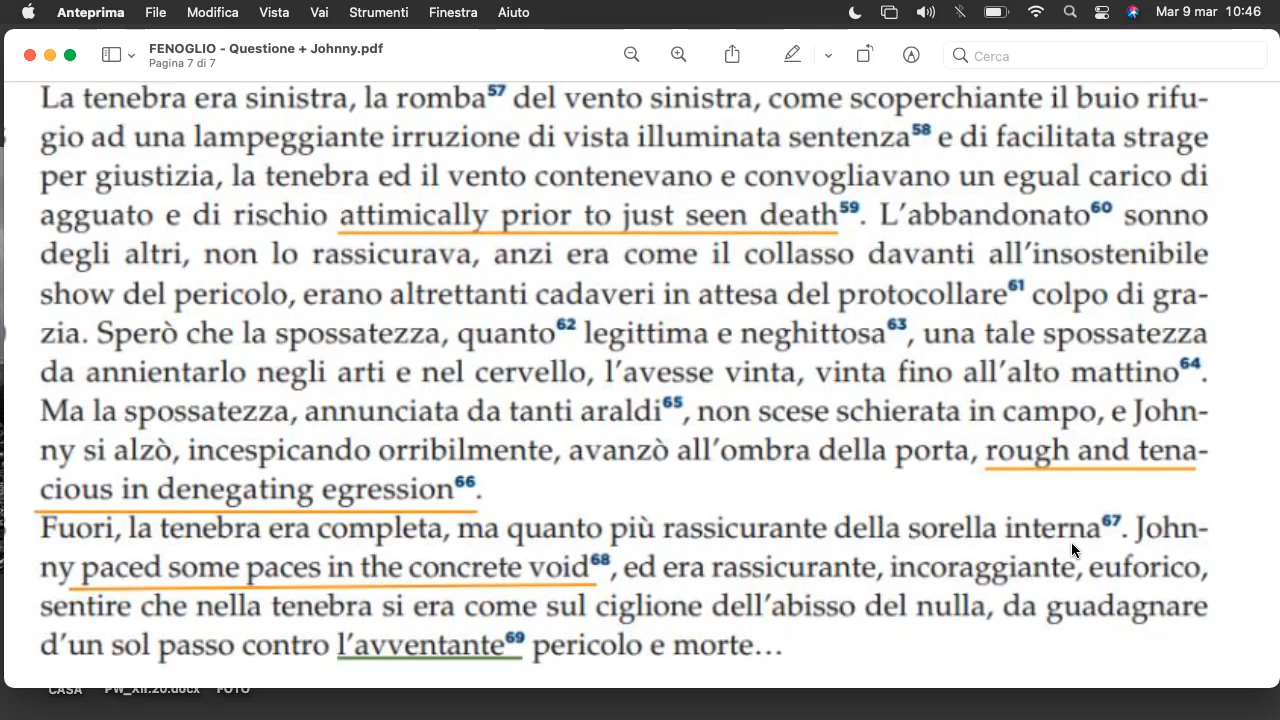 Anteprima File Modifica Vista Vai Strumenti Finestra Aiuto Mar 9 mar 10:46
FENOGLIO - Questione + Johnny.pdf
Pagina 7 di 7
Cerca
La tenebra era sinistra, la romba57 del vento sinistra, come scoperchiante il buio rifu-
gio ad una lampeggiante irruzione di vista illuminata sentenza58 e di facilitata strage
per giustizia, la tenebra ed il vento contenevano e convogliavano un egual carico di
agguato e di rischio attimically prior to just seen death59. L'abbandonato60 sonno
degli altri, non lo rassicurava, anzi era come il collasso davanti all'insostenibile
show del pericolo, erano altrettanti cadaveri in attesa del protocollare61 colpo di gra-
zia. Sperò che la spossatezza, quanto62 legittima e neghittosa63, una tale spossatezza
da annientarlo negli arti e nel cervello, l'avesse vinta, vinta fino all'alto mattino64.
Ma la spossatezza, annunciata da tanti araldi65, non scese schierata in campo, e John-
ny si alzò, incespicando orribilmente, avanzò all'ombra della porta, rough and tena-
cious in denegating egression66.
Fuori, la tenebra era completa, ma quanto più rassicurante della sorella interna67. John-
ny paced some paces in the concrete void68, ed era rassicurante, incoraggiante, euforico,
sentire che nella tenebra si era come sul ciglione dell'abisso del nulla, da guadagnare
d'un sol passo contro l'avventante69 pericolo e morte…
CASA PW_XII.20.docx FOTO